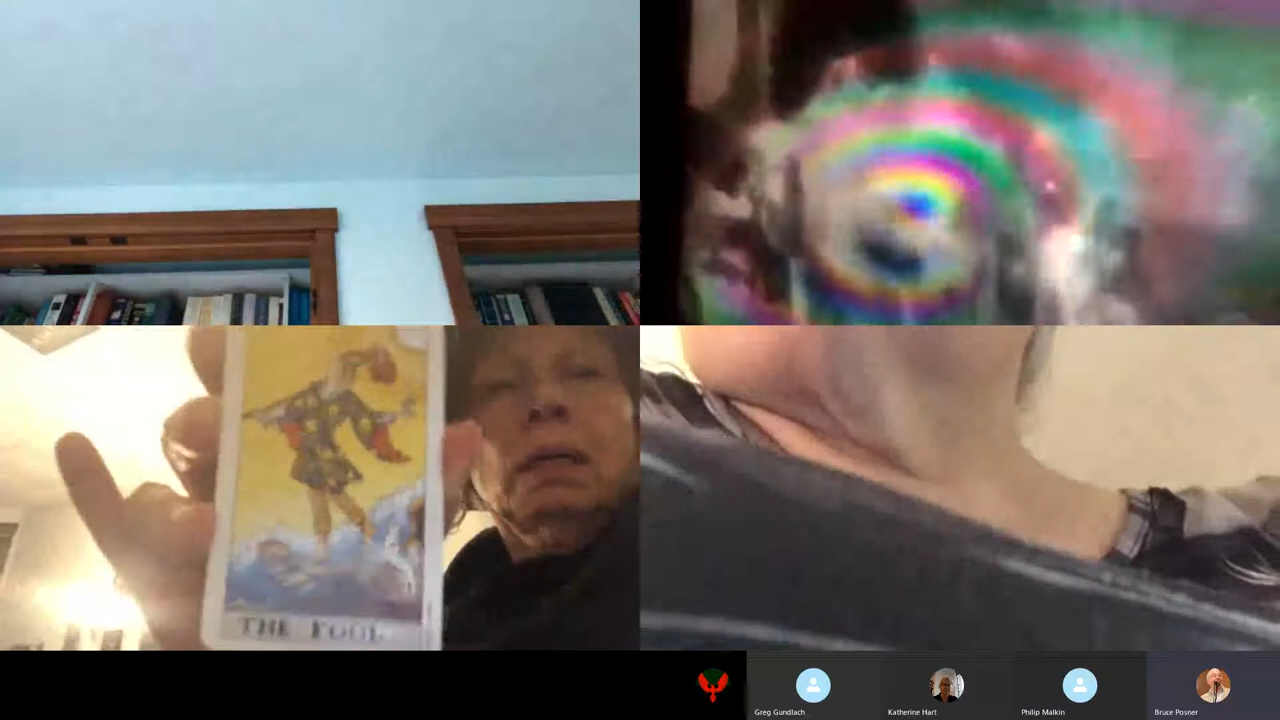 THE FOOL
Greg Gundlach
Katherine Hart
Philip Malkin
Bruce Posner